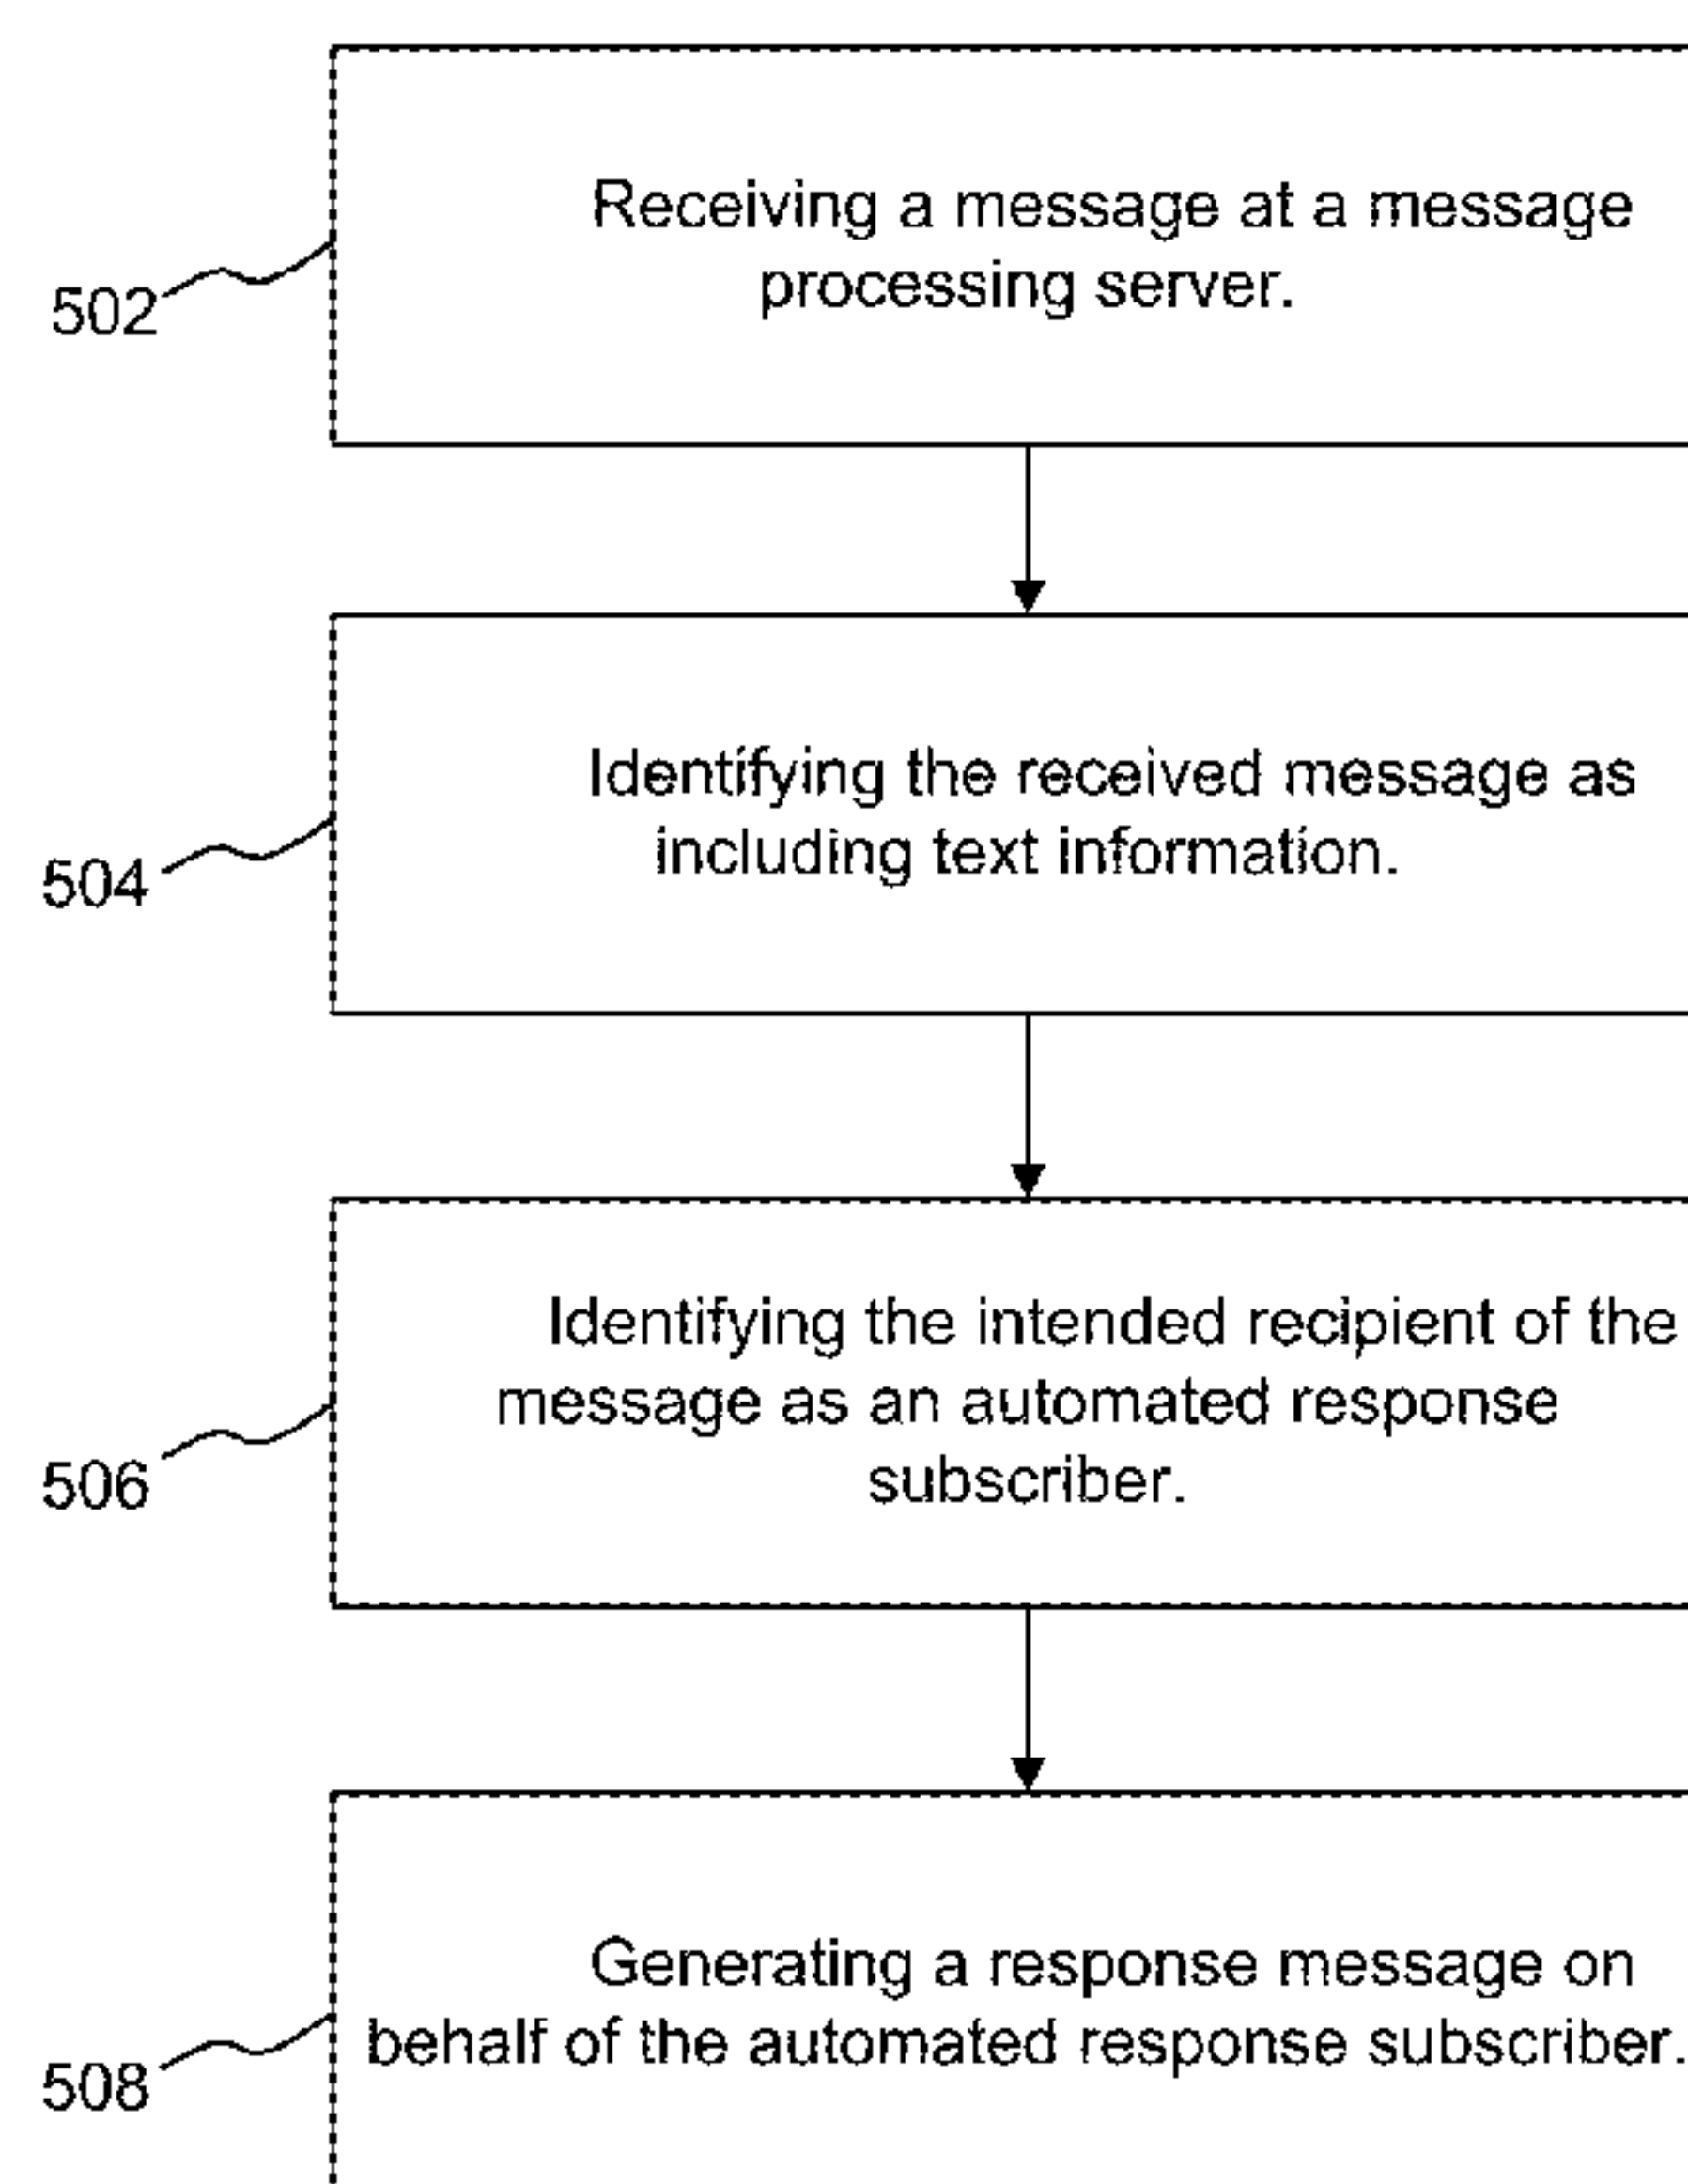 Receiving a message at a message
processing server.
502
Identifying the received message as
including text information.
504
Identifying the intended recipient of the
message as an automated response
subscriber.
506
Generating a response message on
behalf of the automated response subscriber.
508